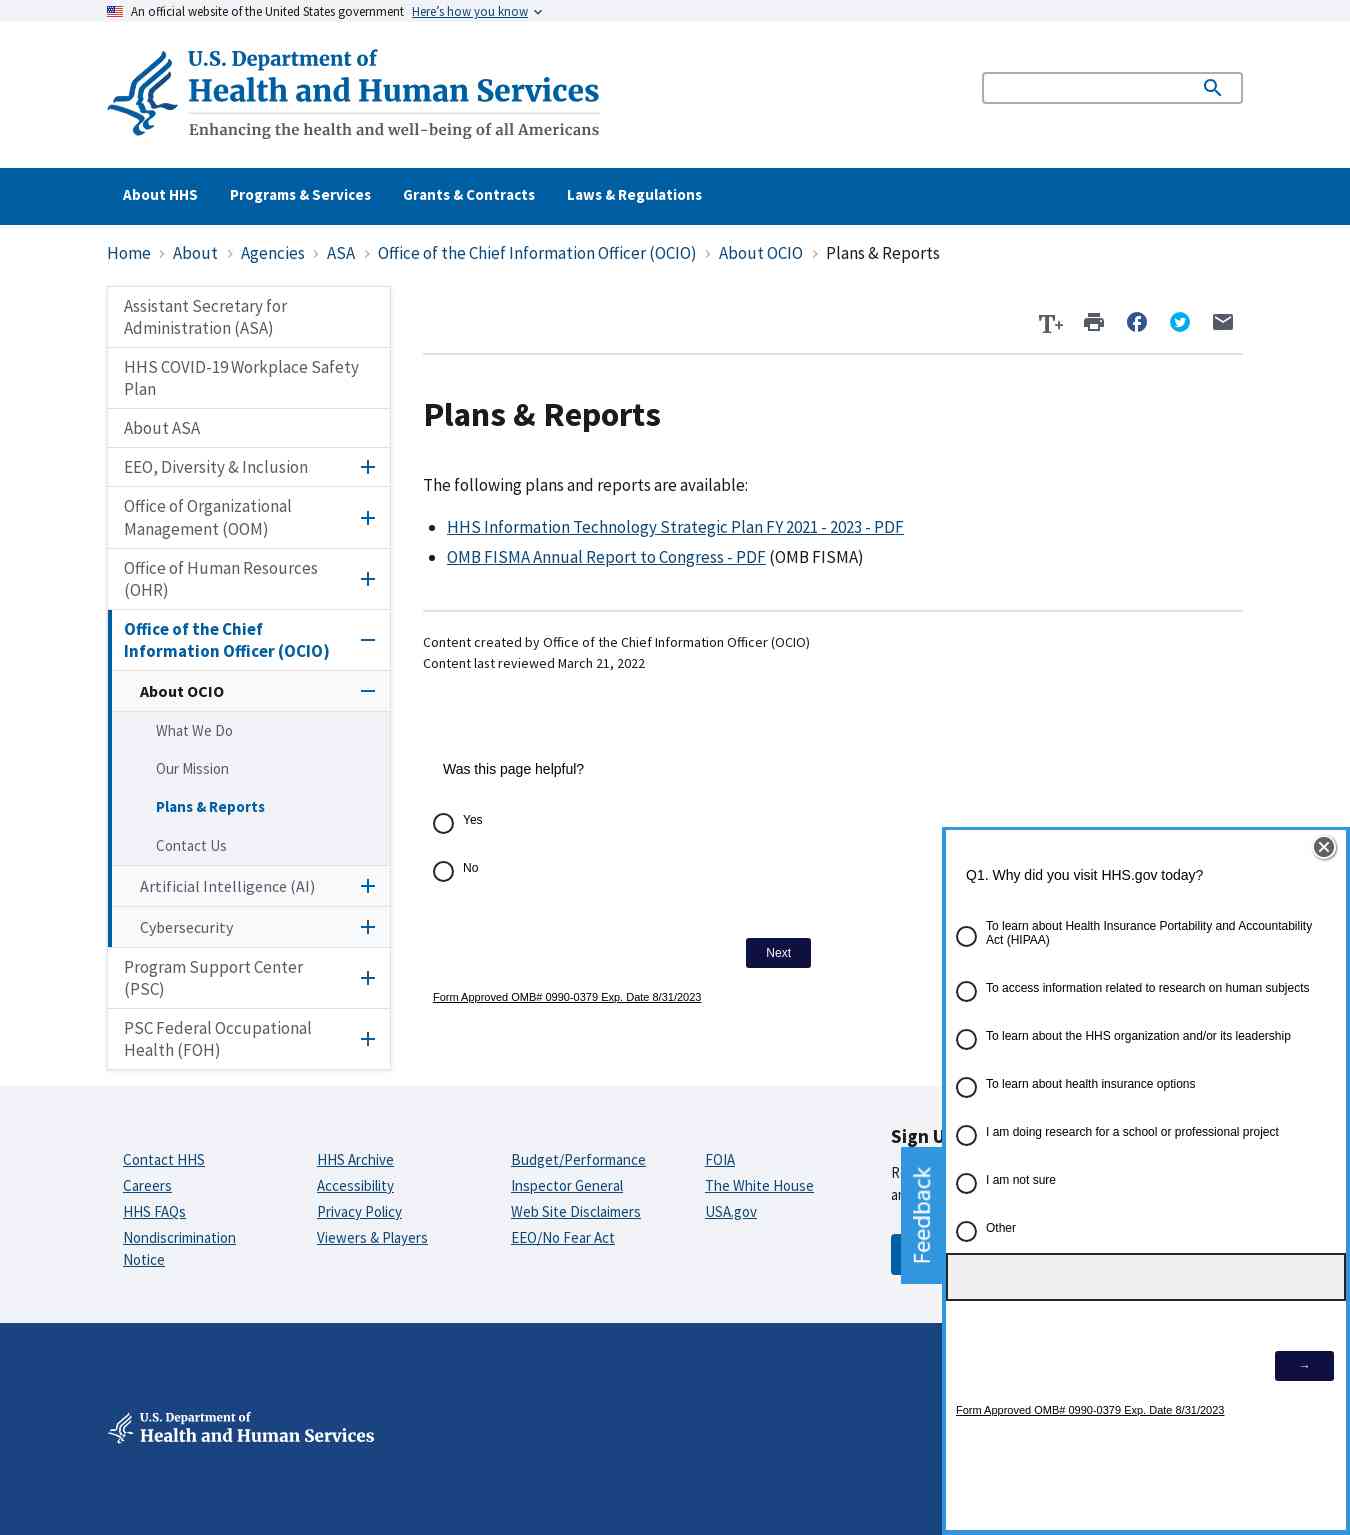 An official website of the United States government Here's how you know
U.S. Department of
Health and Human Services
Enhancing the health and well-being of all Americans
About HHS
Programs & Services
Grants & Contracts
Laws & Regulations
Home
About
Agencies
ASA
Office of the Chief Information Officer (OCIO)
About OCIO
Plans & Reports
Assistant Secretary for
Administration (ASA)
HHS COVID-19 Workplace Safety
Plan
About ASA
EEO, Diversity & Inclusion
Office of Organizational
Management (OOM)
Office of Human Resources
(OHR)
Office of the Chief
Information Officer (OCIO)
About OCIO
What We Do
Our Mission
Plans & Reports
Contact Us
Artificial Intelligence (AI)
Cybersecurity
Program Support Center
(PSC)
PSC Federal Occupational
Health (FOH)
T+
Plans & Reports
The following plans and reports are available:
HHS Information Technology Strategic Plan FY 2021 - 2023 - PDF
OMB FISMA Annual Report to Congress - PDF (OMB FISMA)
Content created by Office of the Chief Information Officer (OCIO)
Content last reviewed March 21, 2022
Was this page helpful?
Yes
No
Next
Form Approved OMB# 0990-0379 Exp. Date 8/31/2023
Q1. Why did you visit HHS.gov today?
To learn about Health Insurance Portability and Accountability
Act (HIPAA)
To access information related to research on human subjects
To learn about the HHS organization and/or its leadership
To learn about health insurance options
I am doing research for a school or professional project
I am not sure
Other
→
Form Approved OMB# 0990-0379 Exp. Date 8/31/2023
Feedback
Contact HHS
Careers
HHS FAQs
Nondiscrimination
Notice
HHS Archive
Accessibility
Privacy Policy
Viewers & Players
Budget/Performance
Inspector General
Web Site Disclaimers
EEO/No Fear Act
FOIA
The White House
USA.gov
Sign
U.S. Department of
Health and Human Services